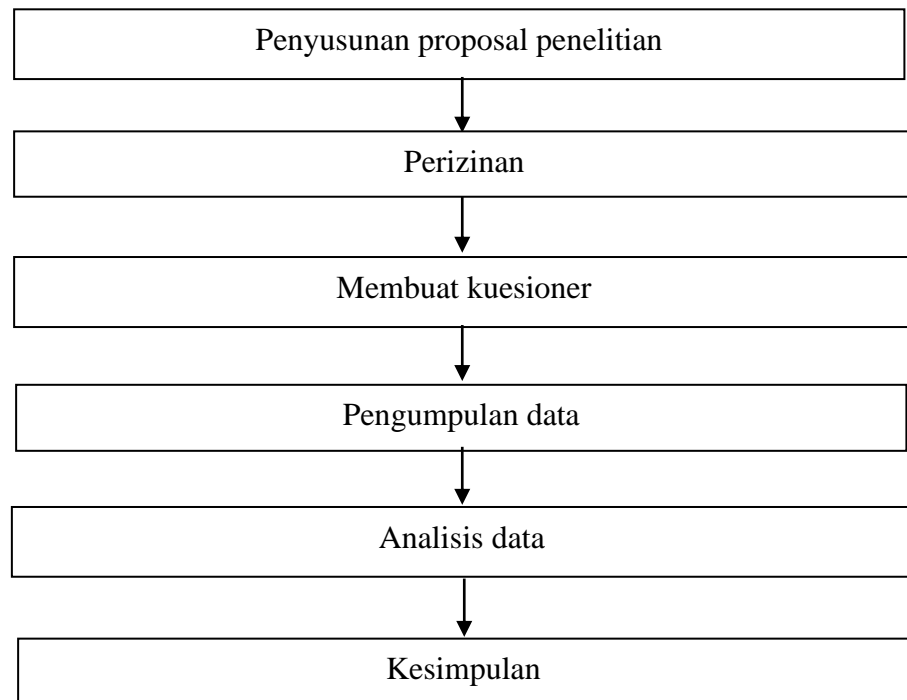 Penyusunan proposal penelitian
Perizinan
Membuat kuesioner
Pengumpulan data
Analisis data
Kesimpulan